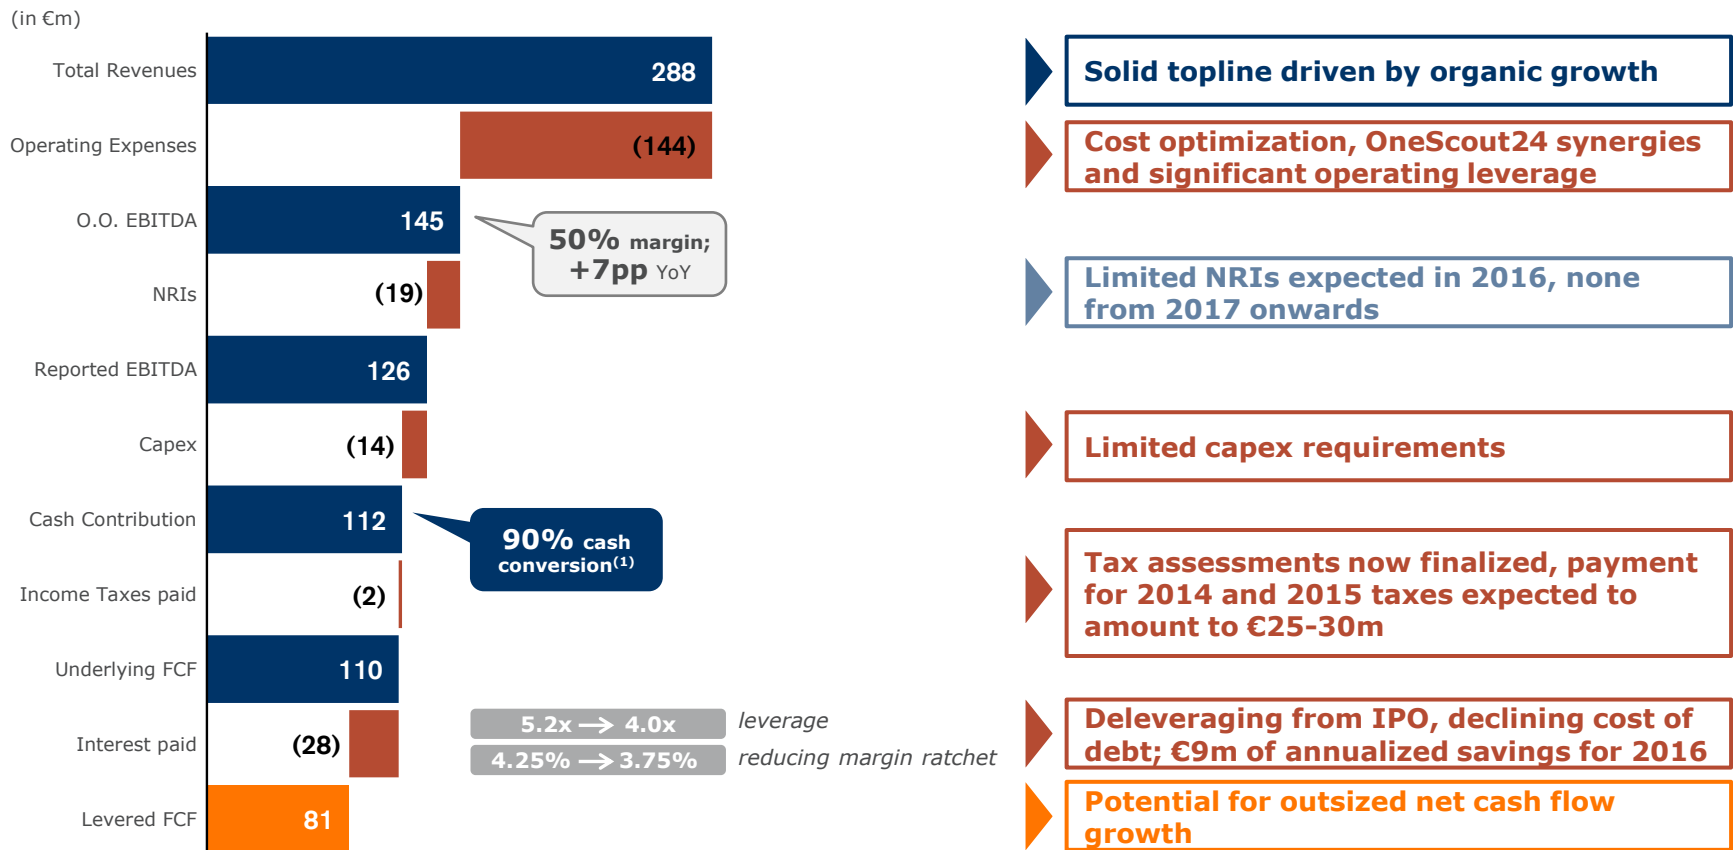 (in €m)
Total Revenues
288
Solid topline driven by organic growth
Operating Expenses
(144)
Cost optimization, OneScout24 synergies
and significant operating leverage
O.O. EBITDA
145
50% margin;
+7pp YoY
NRIs
(19)
Limited NRIs expected in 2016, none
from 2017 onwards
Reported EBITDA
126
Capex
(14)
Limited capex requirements
Cash Contribution
112
90% cash
conversion(1)
Income Taxes paid
(2)
Tax assessments now finalized, payment
for 2014 and 2015 taxes expected to
amount to €25-30m
Underlying FCF
110
Interest paid
(28)
5.2x → 4.0x
leverage
4.25% → 3.75%
reducing margin ratchet
Deleveraging from IPO, declining cost of
debt; €9m of annualized savings for 2016
Levered FCF
81
Potential for outsized net cash flow
growth